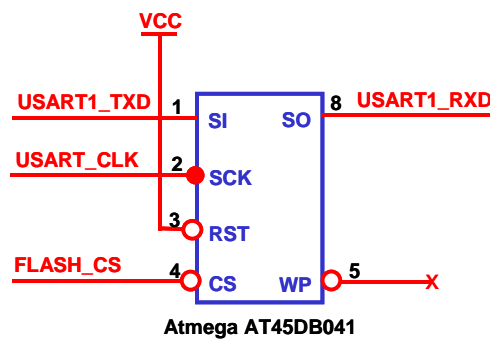 VCC
USART1_TXD 1 SI SO 8 USART1_RXD
USART_CLK 2 SCK
3 RST
FLASH_CS 4 CS WP 5 X
Atmega AT45DB041